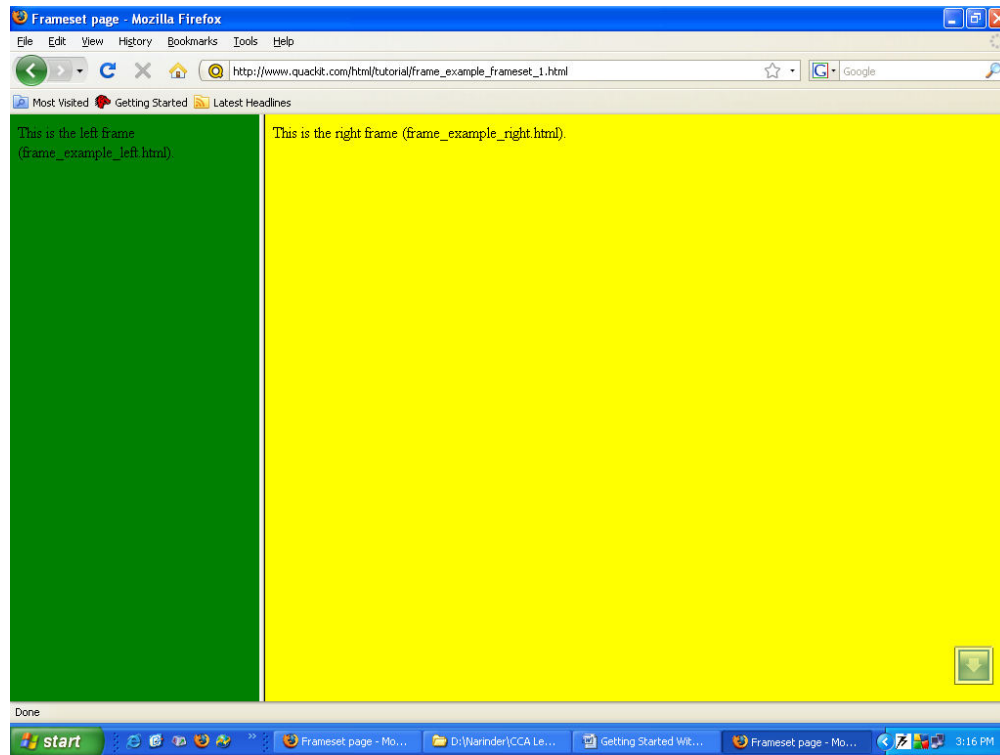 Frameset page - Mozilla Firefox
File Edit View History Bookmarks Tools Help
http://www.quackit.com/html/tutorial/frame_example_frameset_1.html
G Google
Most Visited Getting Started Latest Headlines
This is the left frame
(frame_example_left.html).
This is the right frame (frame_example_right.html).
Done
start
Frameset page - Mo...
D:\Narinder\CCA Le...
Getting Started Wit...
Frameset page - Mo...
3:16 PM